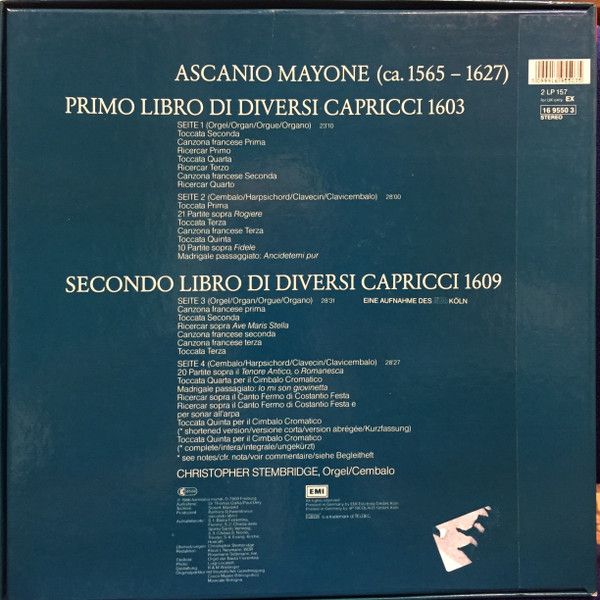 ASCANIO MAYONE (ca. 1565 – 1627)
2 LP 157
for UK only EX
16 9550 3
STEREO
PRIMO LIBRO DI DIVERSI CAPRICCI 1603
SEITE 1 (Orgel/Organ/Orgue/Organo) 23'10
Toccata Seconda
Canzona francese Prima
Ricercar Primo
Toccata Quarta
Ricercar Terzo
Canzona francese Seconda
Ricercar Quarto
SEITE 2 (Cembalo/Harpsichord/Clavecin/Clavicembalo) 28'00
Toccata Prima
21 Partite sopra Rogiere
Toccata Terza
Canzona francese Terza
Toccata Quinta
10 Partite sopra Fidele
Madrigale passaggiato: Ancidetemi pur
SECONDO LIBRO DI DIVERSI CAPRICCI 1609
SEITE 3 (Orgel/Organ/Orgue/Organo) 28'31 EINE AUFNAHME DES KÖLN
Canzona francese prima
Toccata Seconda
Ricercar sopra Ave Maris Stella
Canzona francese seconda
Canzona francese terza
Toccata Terza
SEITE 4 (Cembalo/Harpsichord/Clavecin/Clavicembalo) 28'27
20 Partite sopra il Tenore Antico, o Romanesca
Toccata Quarta per il Cimbalo Cromatico
Madrigale passagiato: Io mi son giovinetta
Ricercar sopra il Canto Fermo di Costantio Festa
Ricercar sopra il Canto Fermo di Costantio Festa e
per sonar all'arpa
Toccata Quinta per il Cimbalo Cromatico
(* shortened version/versione corta/version abrégée/Kurzfassung)
Toccata Quinta per il Cimbalo Cromatico
(* complete/intera/integrale/ungekürzt)
* see notes/cfr. nota/voir commentaire/siehe Begleitheft
CHRISTOPHER STEMBRIDGE, Orgel/Cembalo
EMI
is a trademark of